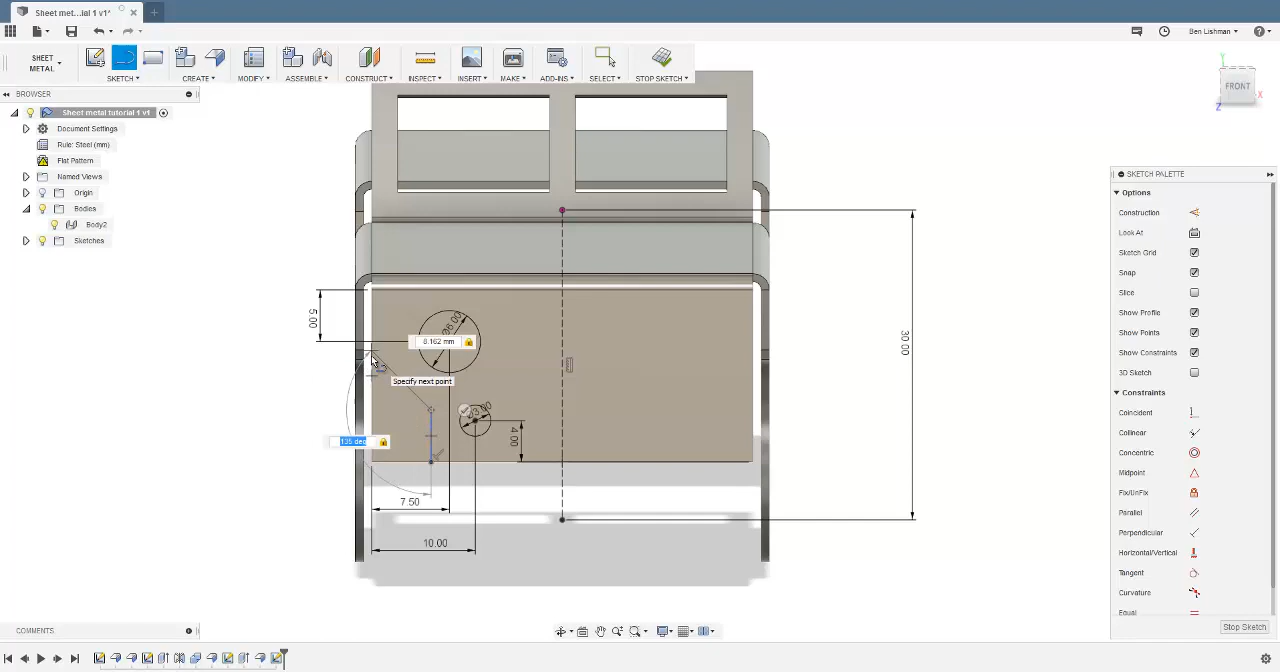 Sheet met...ial 1 v1*
Ben Lishman
SHEET METAL
SKETCH
CREATE
MODIFY
ASSEMBLE
CONSTRUCT
INSPECT
INSERT
MAKE
ADD-INS
SELECT
STOP SKETCH
BROWSER
Sheet metal tutorial 1 v1
Document Settings
Rule: Steel (mm)
Flat Pattern
Named Views
Origin
Bodies
Body2
Sketches
Y
FRONT
X
Z
SKETCH PALETTE
Options
Construction
Look At
Sketch Grid
Snap
Slice
Show Profile
Show Points
Show Constraints
3D Sketch
Constraints
Coincident
Collinear
Concentric
Midpoint
Fix/UnFix
Parallel
Perpendicular
Horizontal/Vertical
Tangent
Curvature
Equal
Stop Sketch
5.00
Ø6.00
8.162 mm
30.00
Specify next point
135 deg
4.00
7.50
10.00
COMMENTS